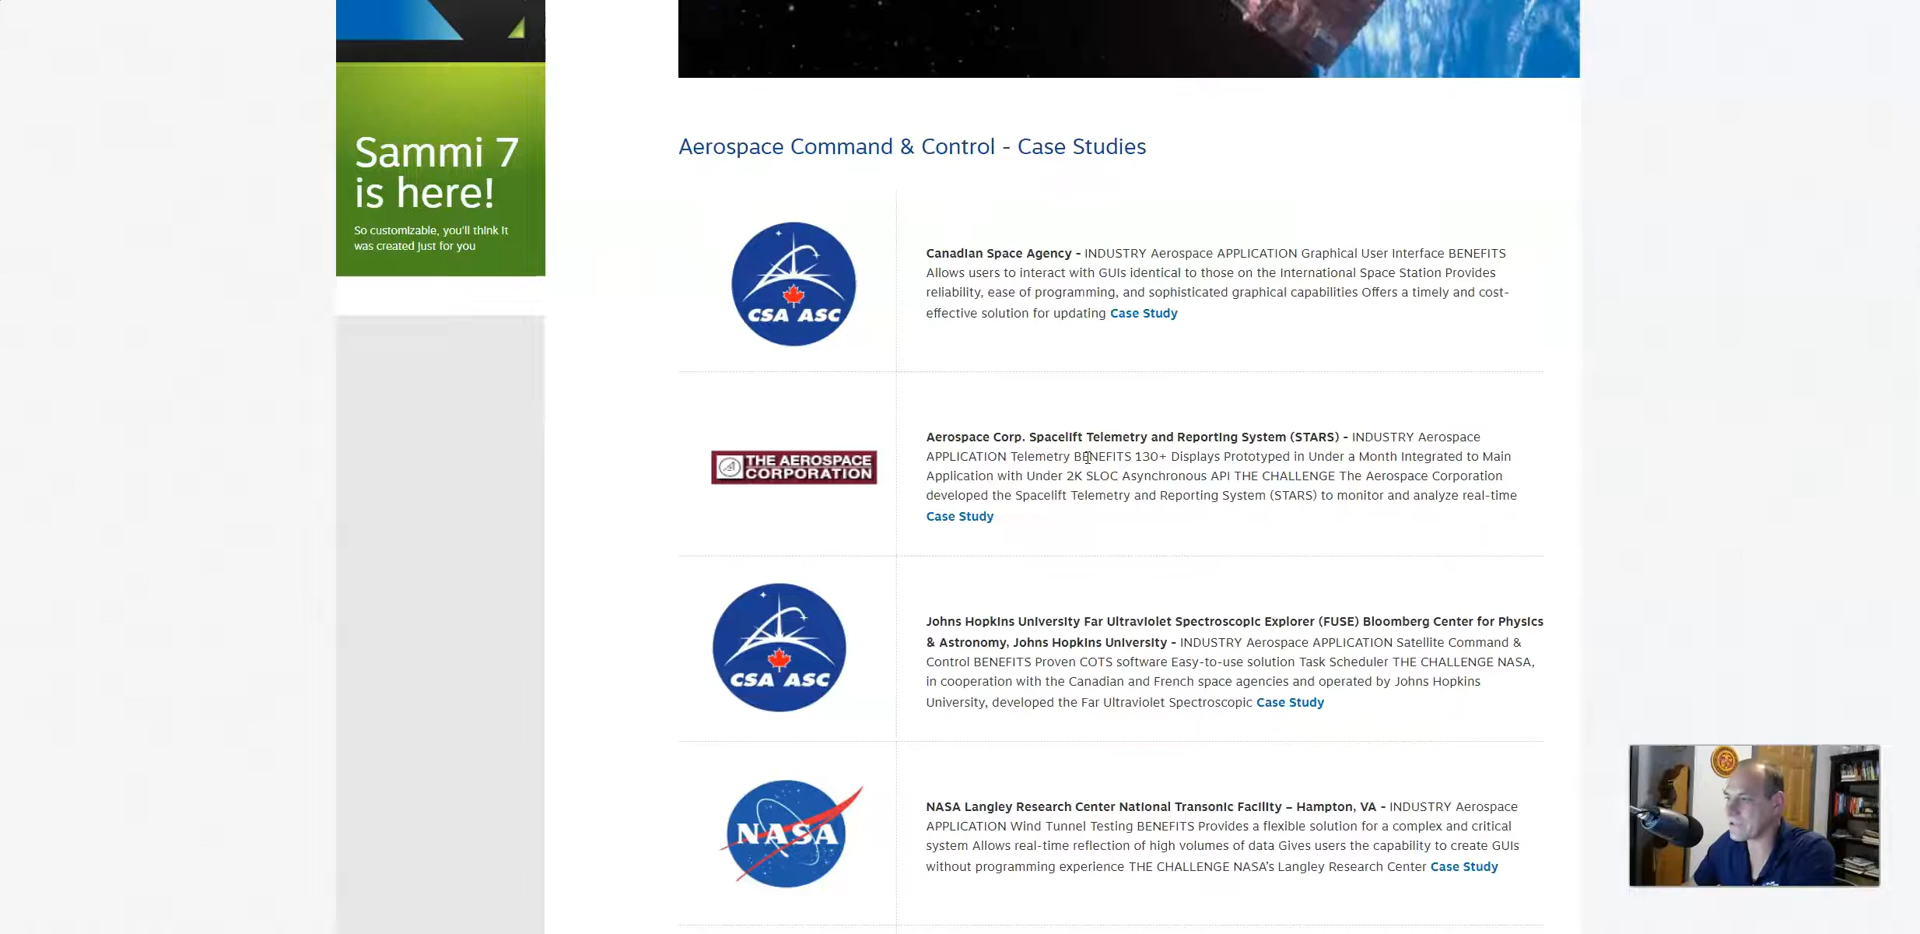 Sammi 7
is here!
So customizable, you'll think it
was created just for you
Aerospace Command & Control - Case Studies
CSA ASC
Canadian Space Agency - INDUSTRY Aerospace APPLICATION Graphical User Interface BENEFITS
Allows users to interact with GUIs identical to those on the International Space Station Provides
reliability, ease of programming, and sophisticated graphical capabilities Offers a timely and cost-
effective solution for updating Case Study
THE AEROSPACE
CORPORATION
Aerospace Corp. Spacelift Telemetry and Reporting System (STARS) - INDUSTRY Aerospace
APPLICATION Telemetry BENEFITS 130+ Displays Prototyped in Under a Month Integrated to Main
Application with Under 2K SLOC Asynchronous API THE CHALLENGE The Aerospace Corporation
developed the Spacelift Telemetry and Reporting System (STARS) to monitor and analyze real-time
Case Study
CSA ASC
Johns Hopkins University Far Ultraviolet Spectroscopic Explorer (FUSE) Bloomberg Center for Physics
& Astronomy, Johns Hopkins University - INDUSTRY Aerospace APPLICATION Satellite Command &
Control BENEFITS Proven COTS software Easy-to-use solution Task Scheduler THE CHALLENGE NASA,
in cooperation with the Canadian and French space agencies and operated by Johns Hopkins
University, developed the Far Ultraviolet Spectroscopic Case Study
NASA
NASA Langley Research Center National Transonic Facility – Hampton, VA - INDUSTRY Aerospace
APPLICATION Wind Tunnel Testing BENEFITS Provides a flexible solution for a complex and critical
system Allows real-time reflection of high volumes of data Gives users the capability to create GUIs
without programming experience THE CHALLENGE NASA's Langley Research Center Case Study